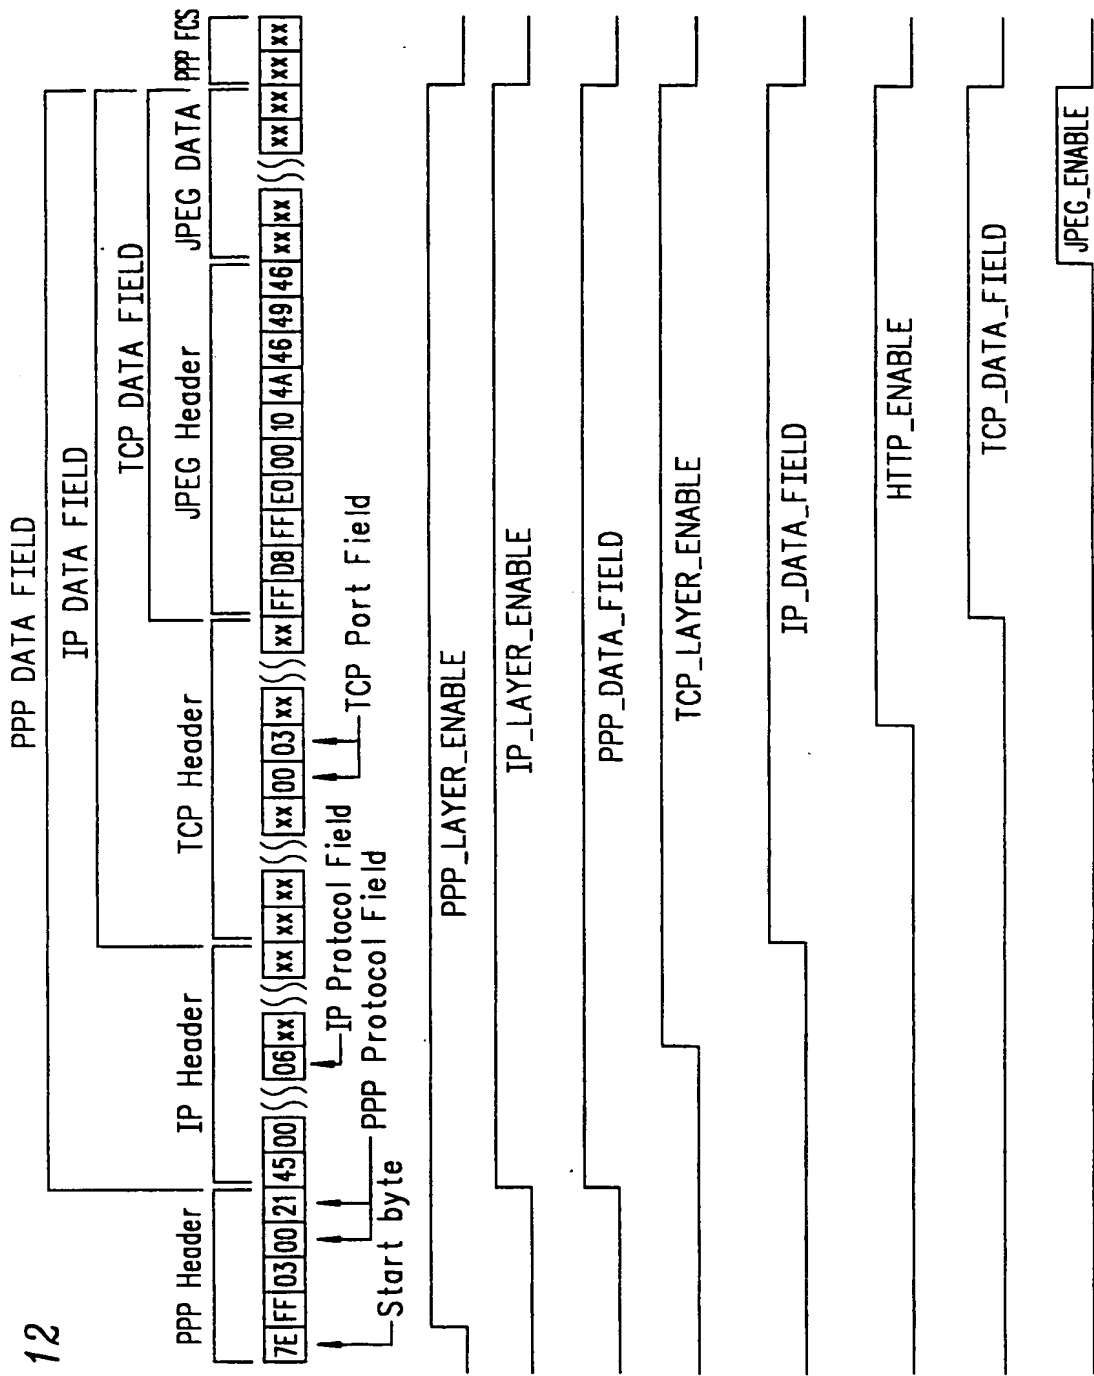 12
PPP DATA FIELD
IP DATA FIELD
TCP DATA FIELD
PPP Header IP Header TCP Header JPEG Header JPEG DATA PPP FCS
7E FF 03 00 21 45 00 06 xx xx xx xx xx xx 00 03 xx xx FF D8 FF E0 00 10 4A 46 49 46 xx xx xx xx xx xx
IP Protocol Field
TCP Port Field
PPP Protocol Field
Start byte
PPP_LAYER_ENABLE
IP_LAYER_ENABLE
PPP_DATA_FIELD
TCP_LAYER_ENABLE
IP_DATA_FIELD
HTTP_ENABLE
TCP_DATA_FIELD
JPEG_ENABLE